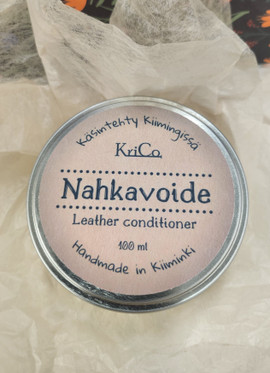 Käsintehty Kiimingissä
KriCo.
Nahkavoide
Leather conditioner
100 ml
Handmade in Kiiminki